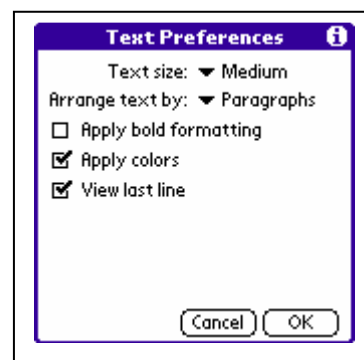 Text Preferences i
Text size: Medium
Arrange text by: Paragraphs
Apply bold formatting
Apply colors
View last line
Cancel OK